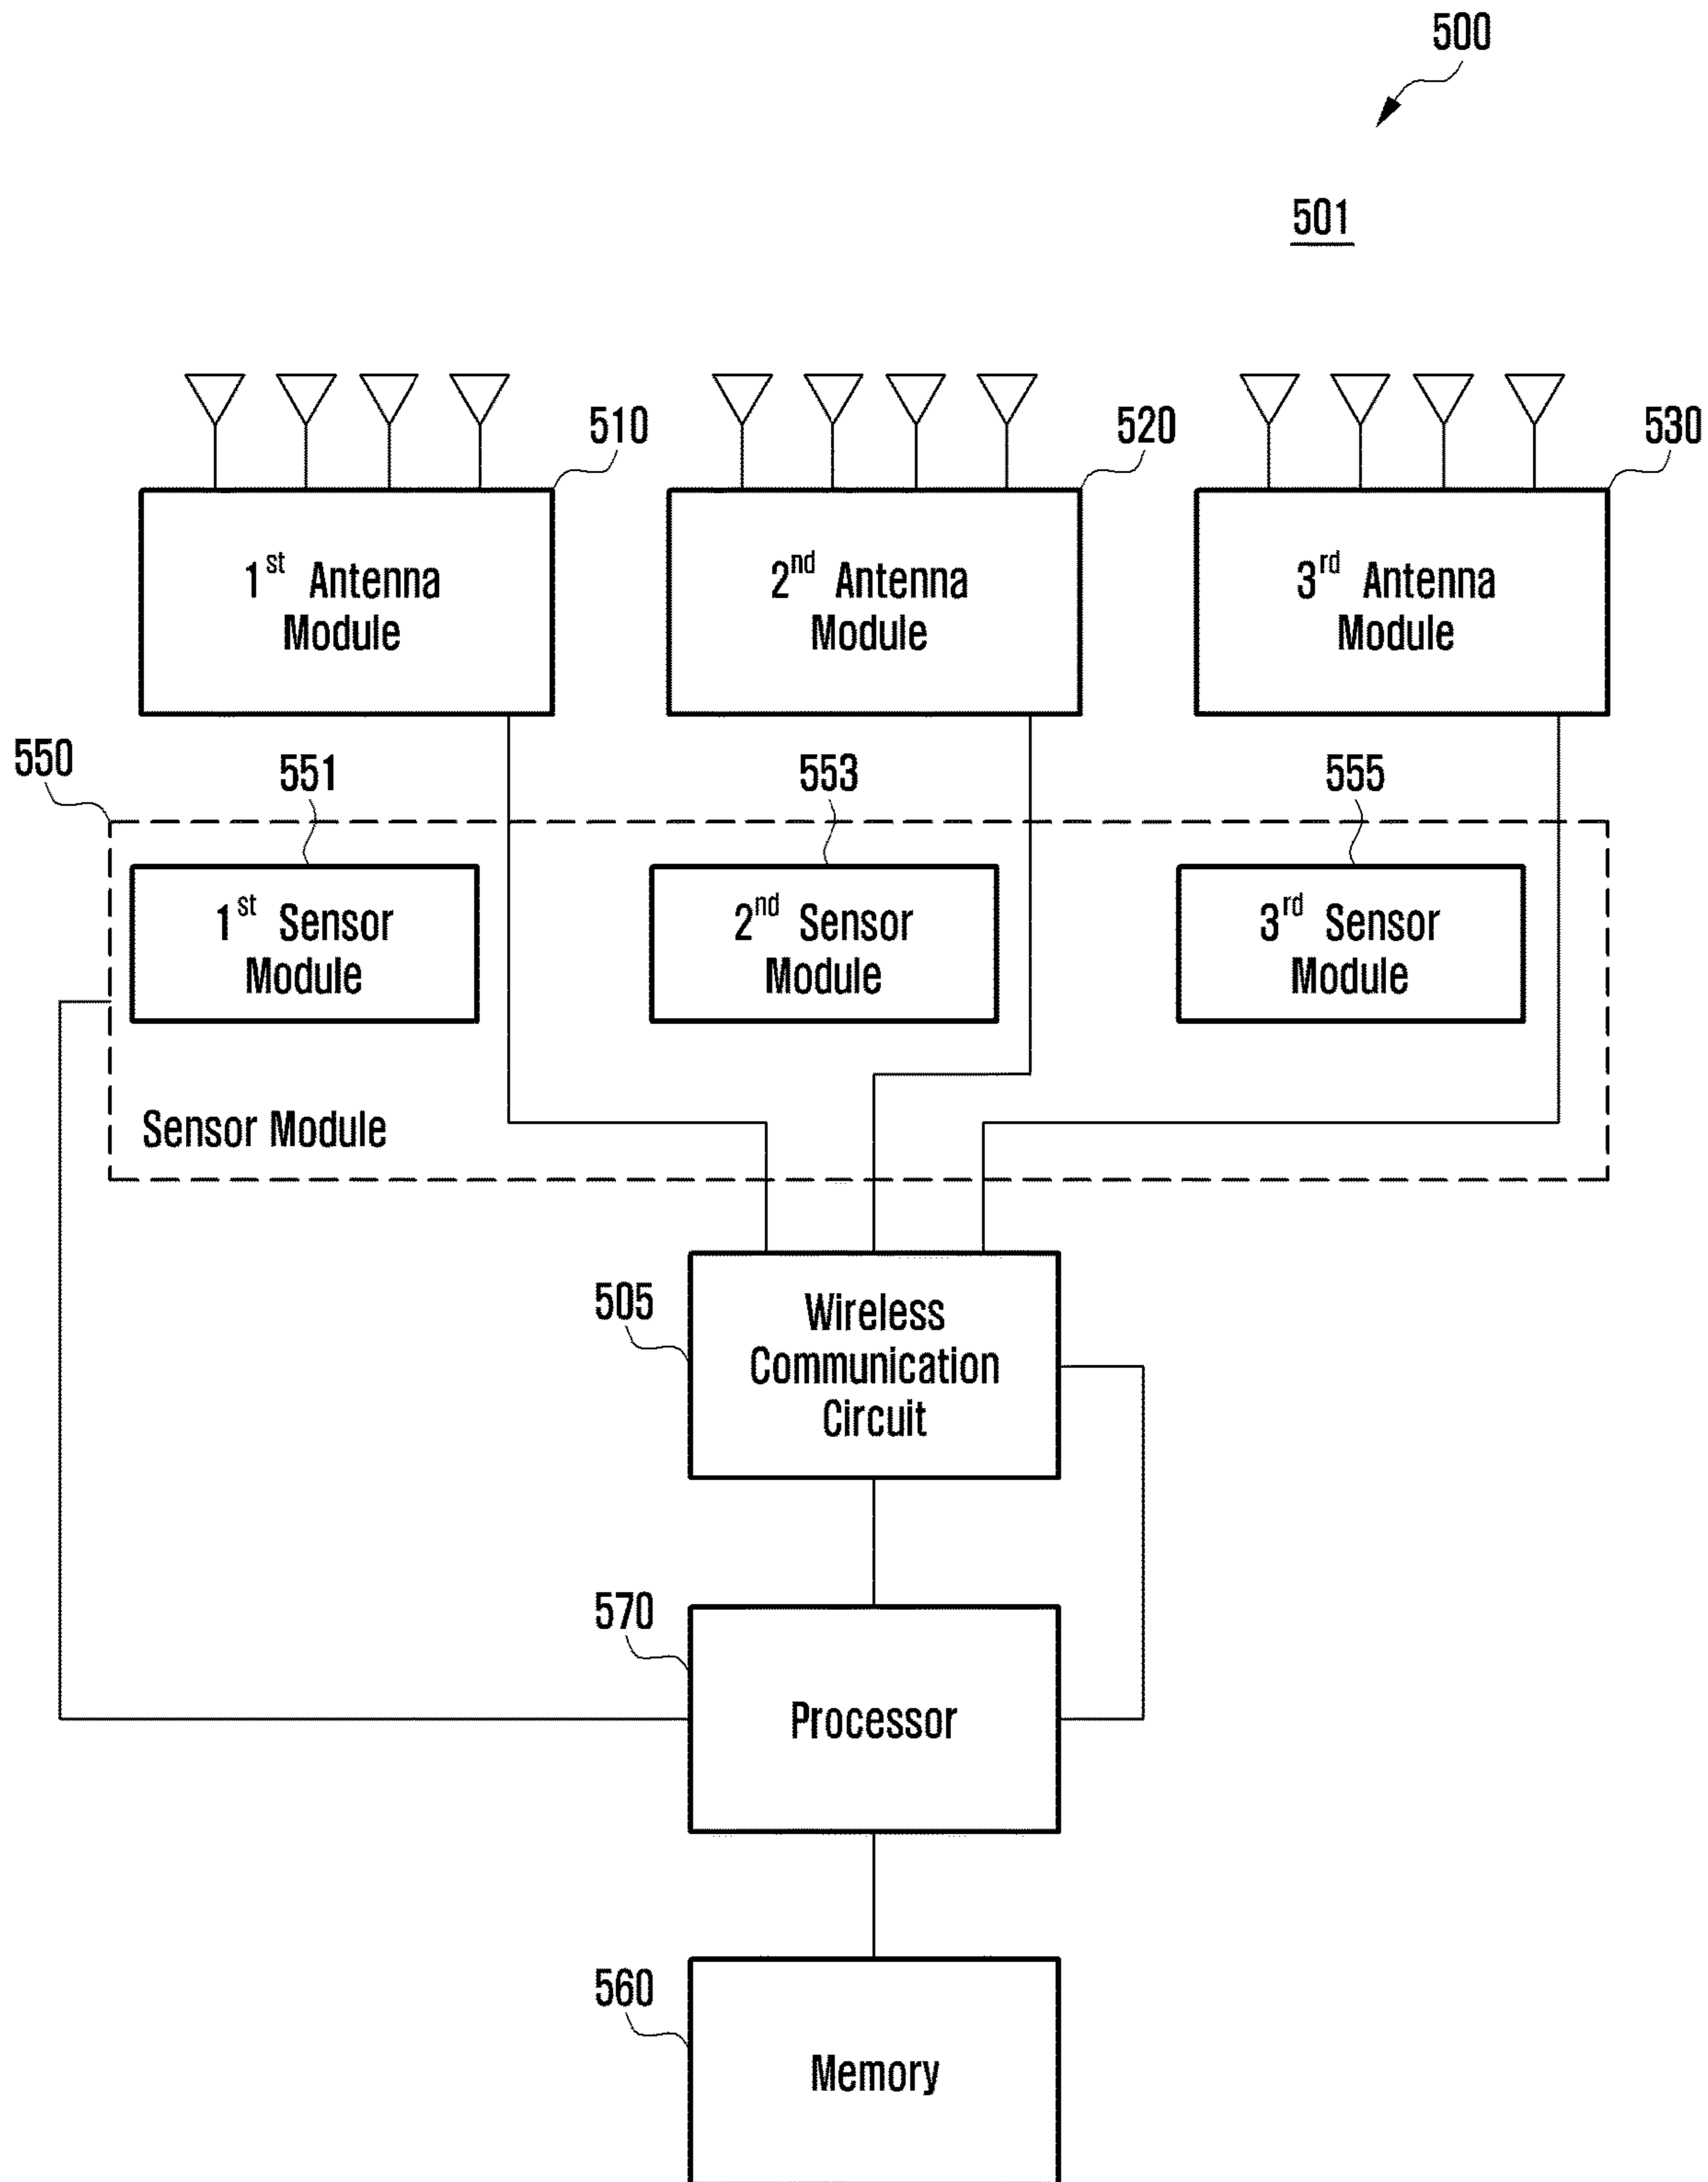 500
501
510
520
530
1st Antenna
Module
2nd Antenna
Module
3rd Antenna
Module
550
551
553
555
1st Sensor
Module
2nd Sensor
Module
3rd Sensor
Module
Sensor Module
505
Wireless
Communication
Circuit
570
Processor
560
Memory